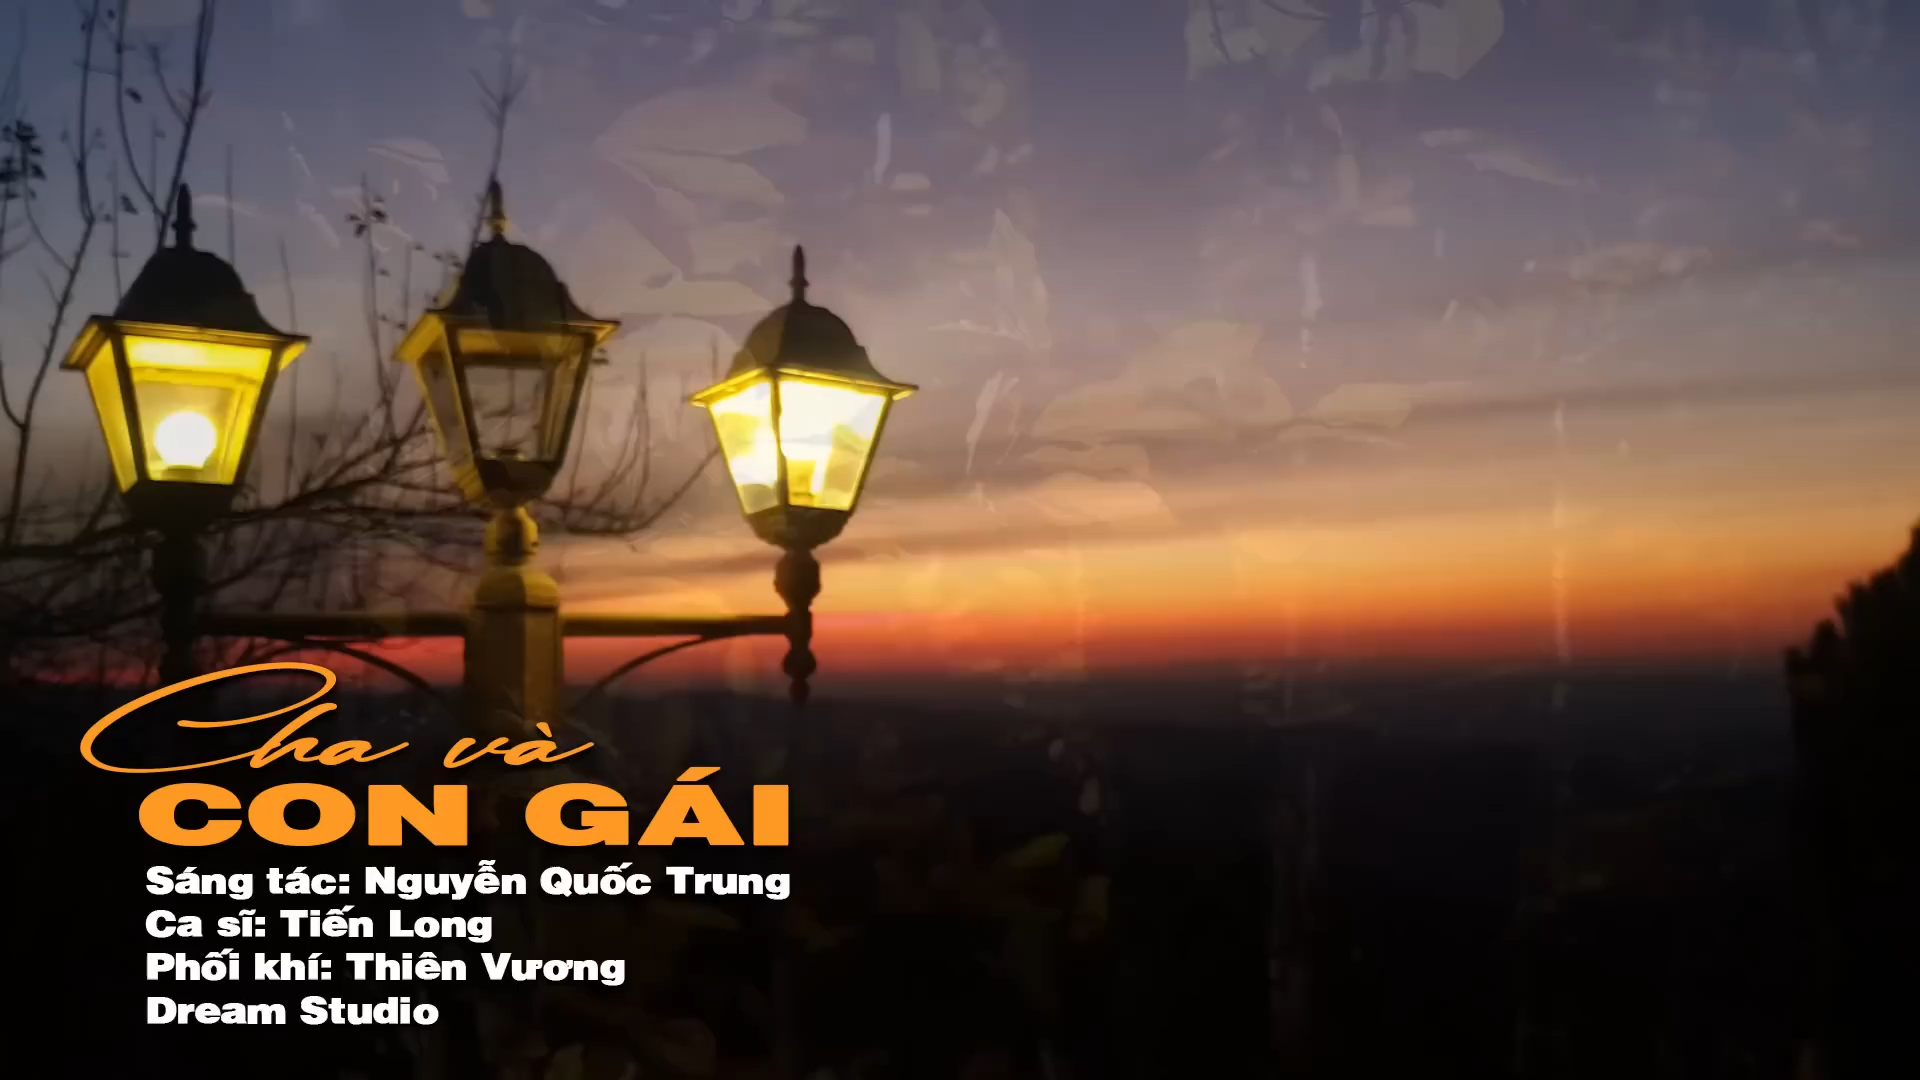 Cha và
CON GÁI
Sáng tác: Nguyễn Quốc Trung
Ca sĩ: Tiến Long
Phối khí: Thiên Vương
Dream Studio